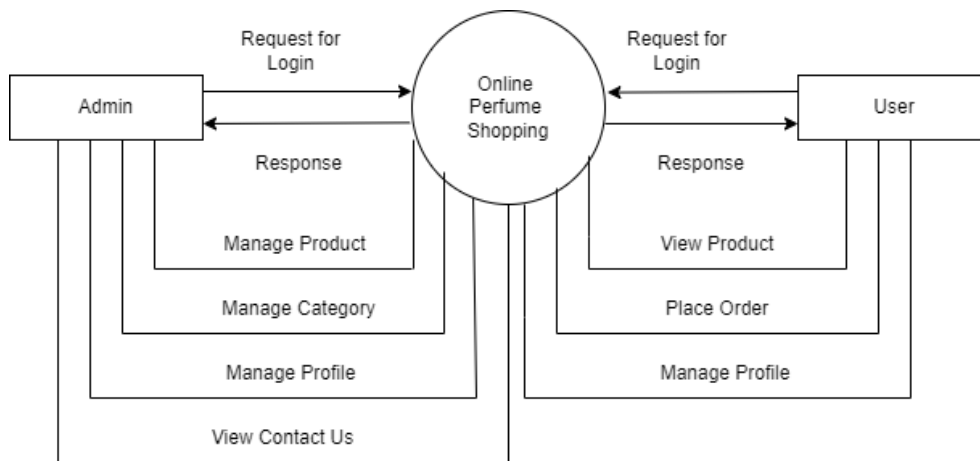 Request for
Login
Request for
Login
Admin
Online
Perfume
Shopping
User
Response
Response
Manage Product
View Product
Manage Category
Place Order
Manage Profile
Manage Profile
View Contact Us